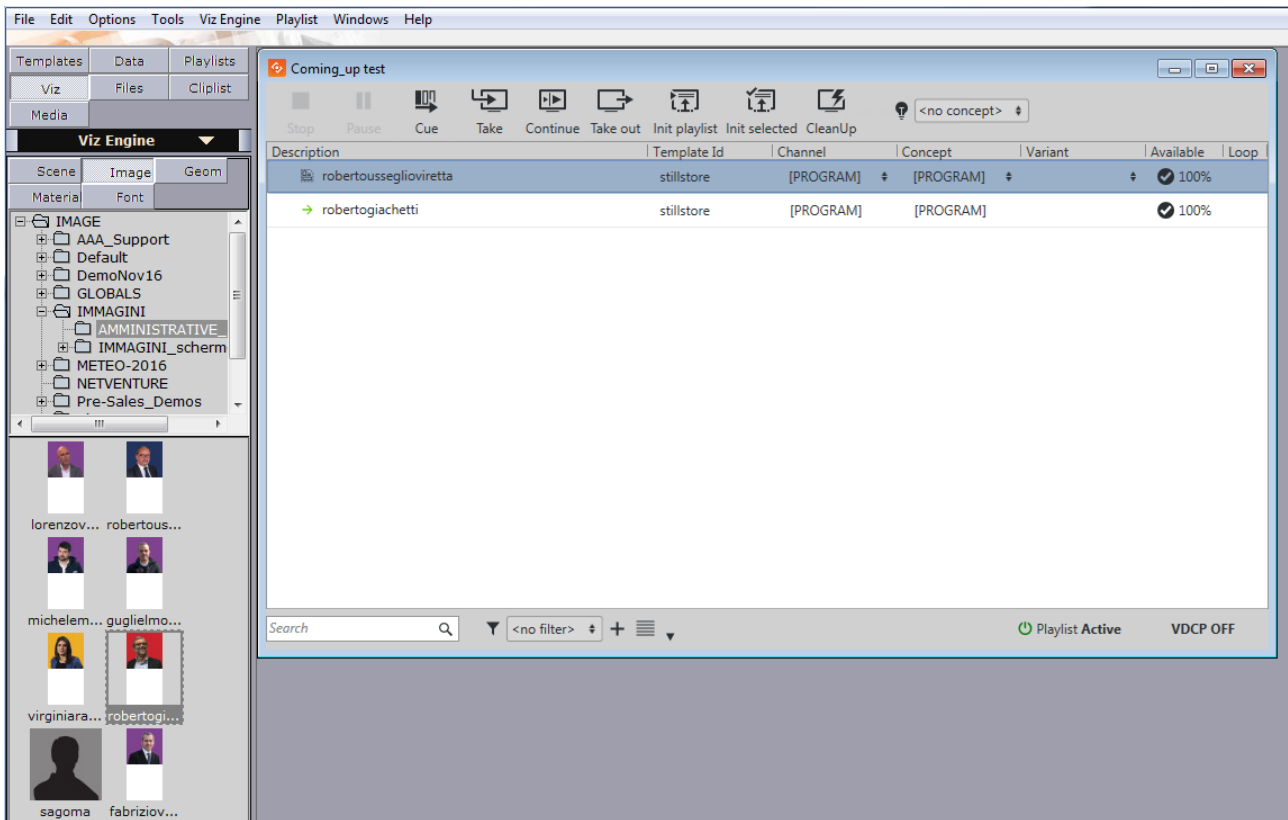 File Edit Options Tools Viz Engine Playlist Windows Help
Templates Data Playlists
Viz Files Cliplist
Media
Viz Engine
Scene Image Geom
Material Font
IMAGE
AAA_Support
Default
DemoNov16
GLOBALS
IMMAGINI
AMMINISTRATIVE_
IMMAGINI_scherm
METEO-2016
NETVENTURE
Pre-Sales_Demos
lorenzov... robertous...
michelem... guglielmo...
virginiara... robertogi...
sagoma fabriziov...
Coming_up test
Stop Pause Cue Take Continue Take out Init playlist Init selected CleanUp <no concept>
Description Template Id Channel Concept Variant Available Loop
robertousseglioviretta stillstore [PROGRAM] [PROGRAM] 100%
robertogiachetti stillstore [PROGRAM] [PROGRAM] 100%
Search <no filter> Playlist Active VDCP OFF